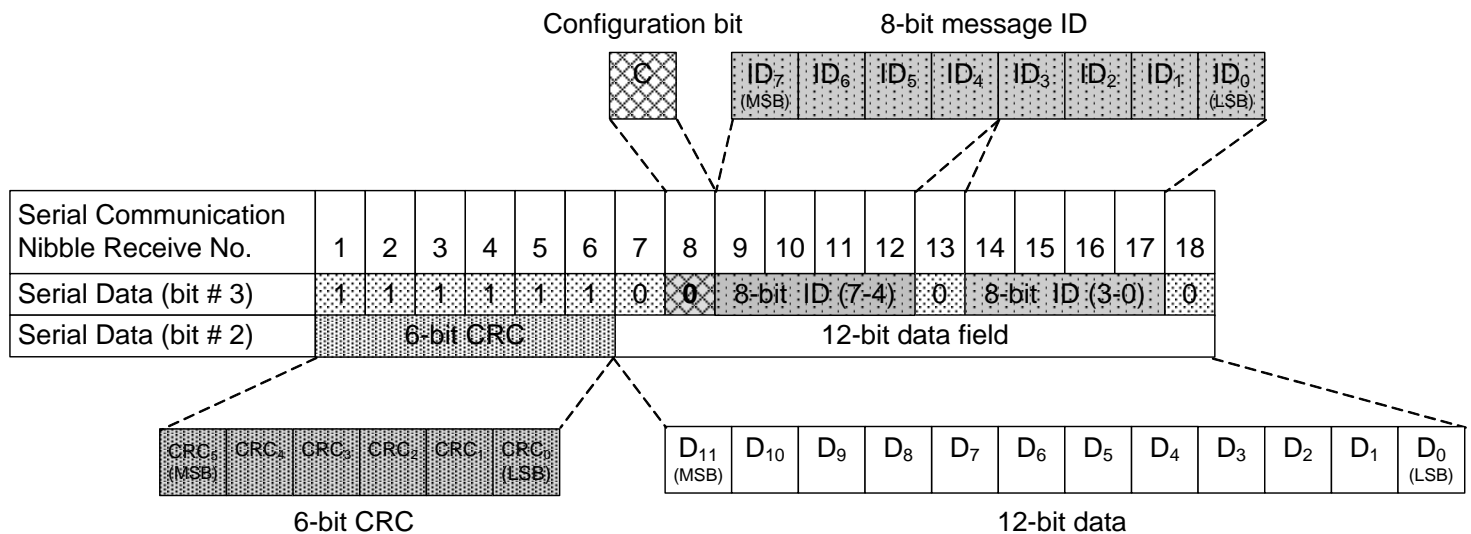 Configuration bit 8-bit message ID
C ID₇ ID₆ ID₅ ID₄ ID₃ ID₂ ID₁ ID₀
(MSB) (LSB)
Serial Communication
Nibble Receive No. 1 2 3 4 5 6 7 8 9 10 11 12 13 14 15 16 17 18
Serial Data (bit # 3) 1 1 1 1 1 1 0 0 8-bit ID (7-4) 0 8-bit ID (3-0) 0
Serial Data (bit # 2) 6-bit CRC 12-bit data field
CRC₅ CRC₄ CRC₃ CRC₂ CRC₁ CRC₀ D₁₁ D₁₀ D₉ D₈ D₇ D₆ D₅ D₄ D₃ D₂ D₁ D₀
(MSB) (LSB) (MSB) (LSB)
6-bit CRC 12-bit data